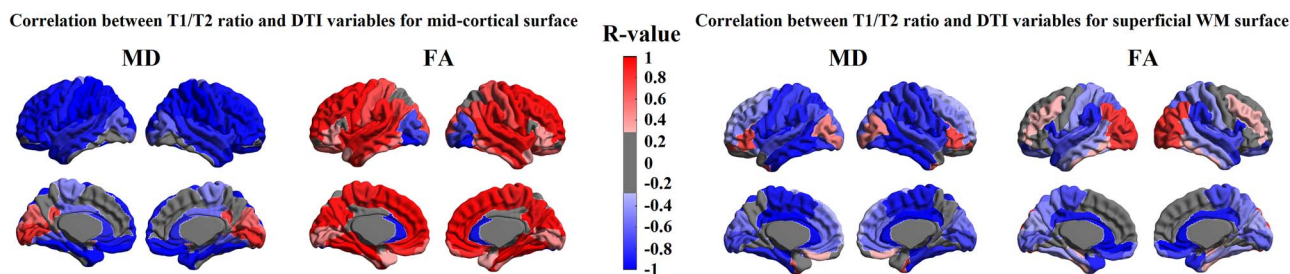 Correlation between T1/T2 ratio and DTI variables for mid-cortical surface
MD
FA
R-value
1
0.8
0.6
0.4
0.2
0
-0.2
-0.4
-0.6
-0.8
-1
Correlation between T1/T2 ratio and DTI variables for superficial WM surface
MD
FA